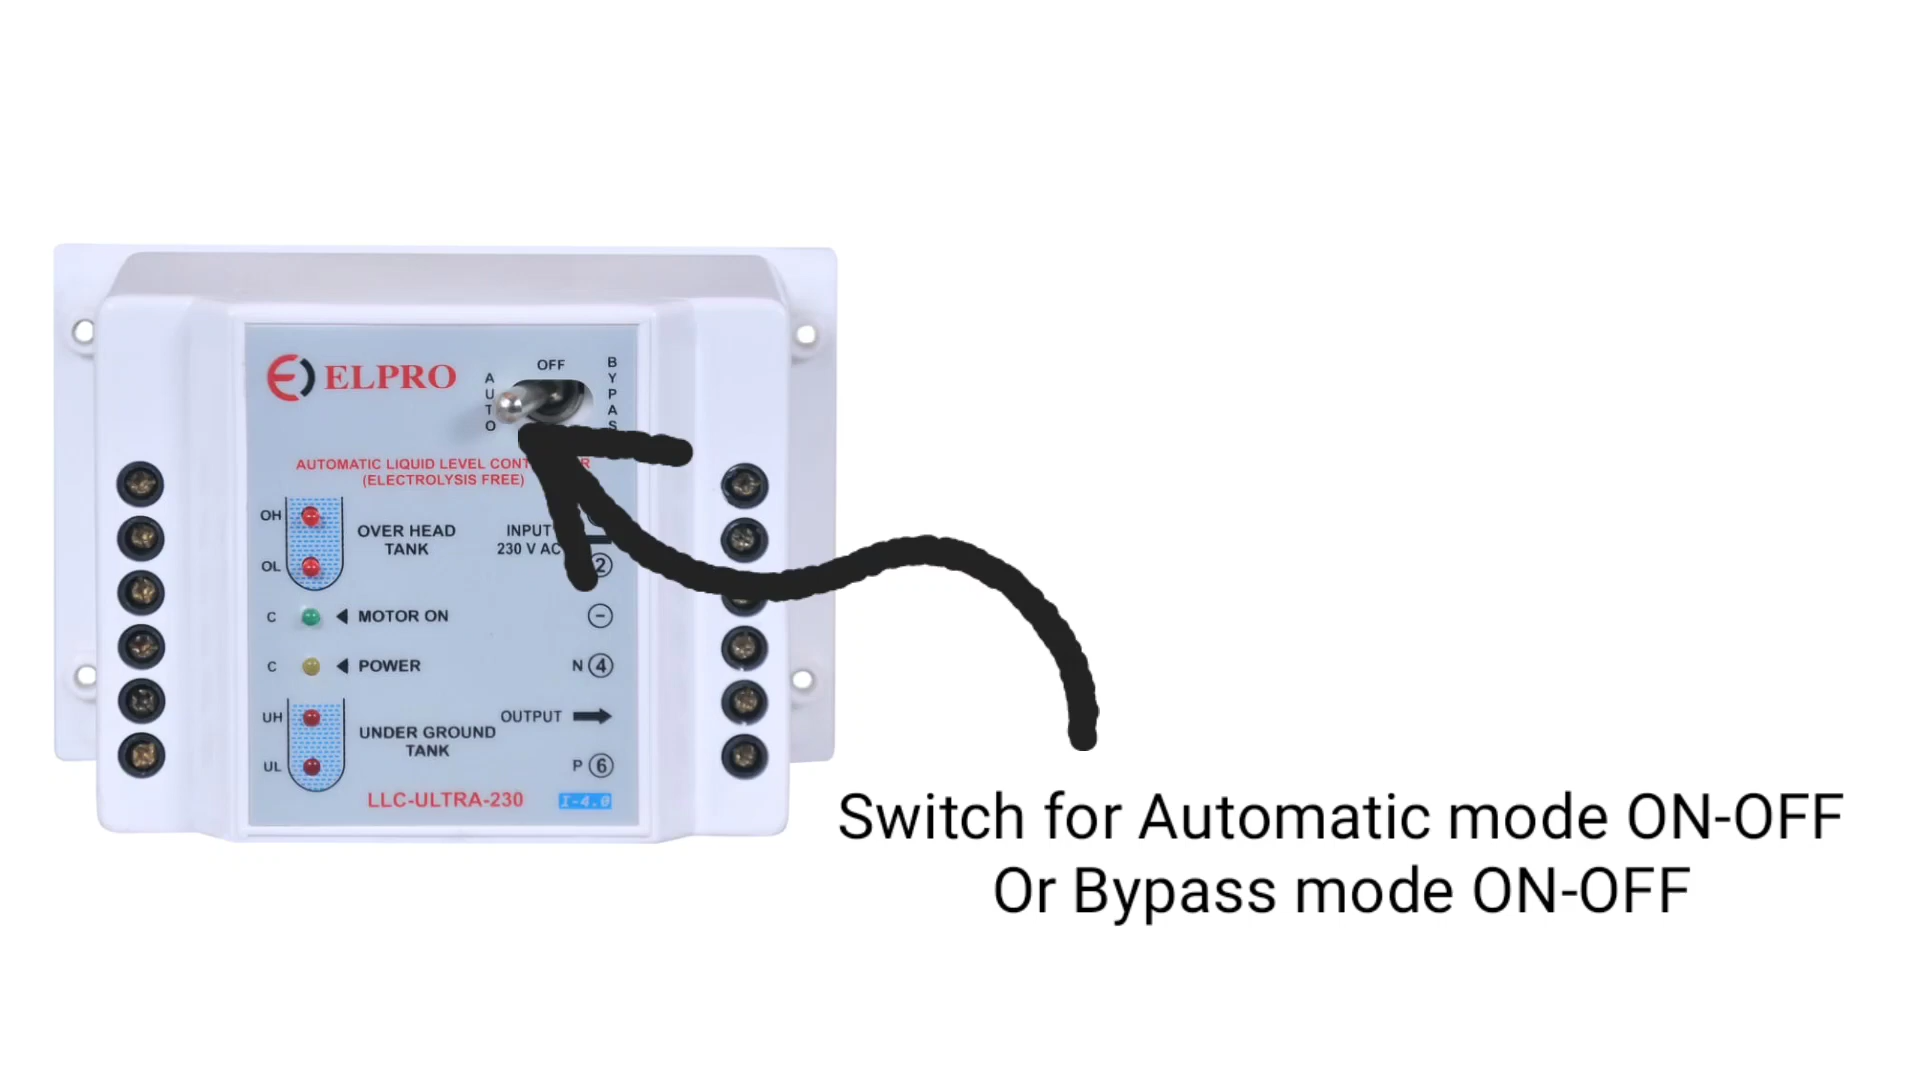 ELPRO
OFF
AUTO
AUTOMATIC LIQUID LEVEL
(ELECTROLYSIS FREE)
OH
OVER HEAD
TANK
OL
INPUT
230 V AC
2
C
MOTOR ON
−
C
POWER
N 4
UH
UNDER GROUND
TANK
UL
OUTPUT
P 6
LLC-ULTRA-230
I-4.0
Switch for Automatic mode ON-OFF
Or Bypass mode ON-OFF